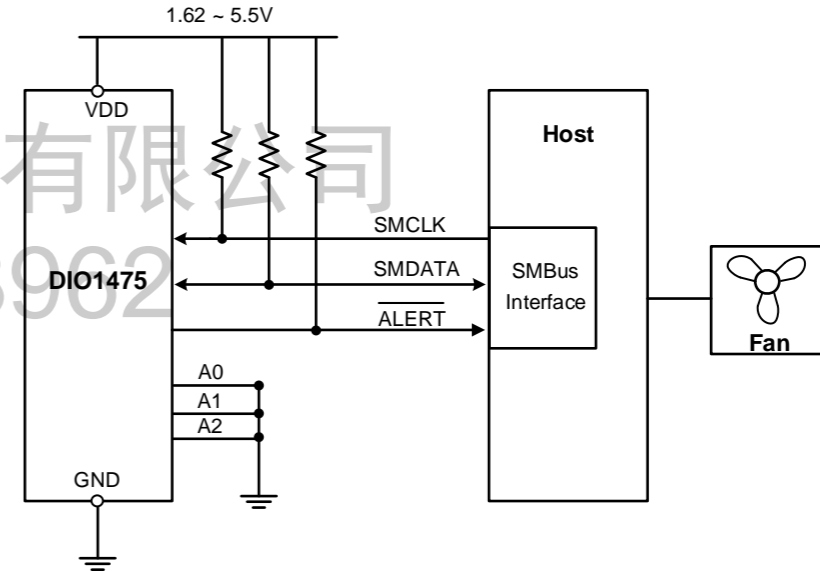 1.62 ~ 5.5V
VDD
有限公司
Host
SMCLK
DIO1475
3962
SMDATA
SMBus
Interface
ALERT
Fan
A0
A1
A2
GND